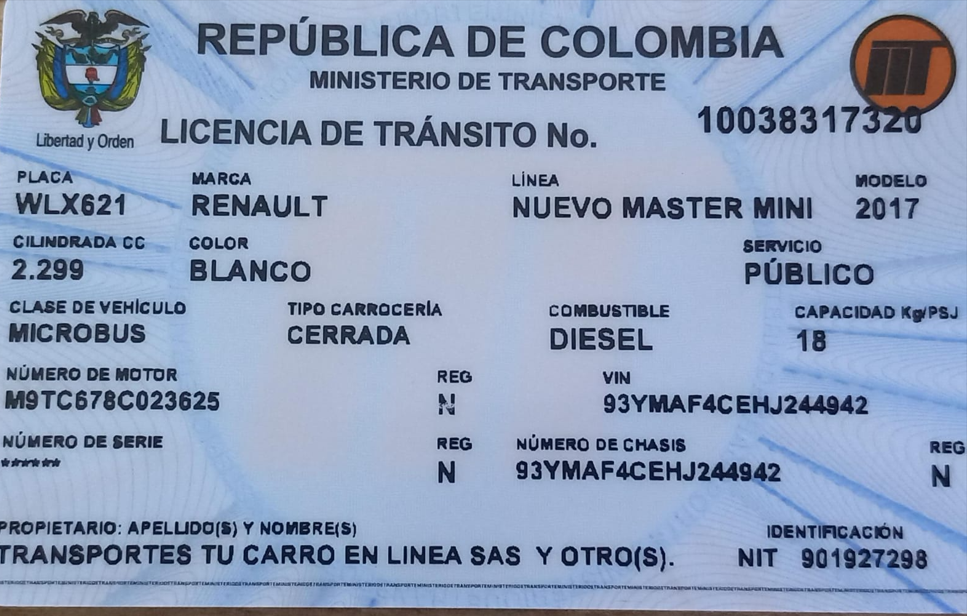 REPÚBLICA DE COLOMBIA
MINISTERIO DE TRANSPORTE
Libertad y Orden
LICENCIA DE TRÁNSITO No. 10038317320
PLACA MARCA LÍNEA MODELO
WLX621 RENAULT NUEVO MASTER MINI 2017
CILINDRADA CC COLOR SERVICIO
2.299 BLANCO PÚBLICO
CLASE DE VEHÍCULO TIPO CARROCERÍA COMBUSTIBLE CAPACIDAD Kg/PSJ
MICROBUS CERRADA DIESEL 18
NÚMERO DE MOTOR REG VIN
M9TC678C023625 N 93YMAF4CEHJ244942
NÚMERO DE SERIE REG NÚMERO DE CHASIS REG
****** N 93YMAF4CEHJ244942 N
PROPIETARIO: APELLIDO(S) Y NOMBRE(S) IDENTIFICACIÓN
TRANSPORTES TU CARRO EN LINEA SAS Y OTRO(S). NIT 901927298